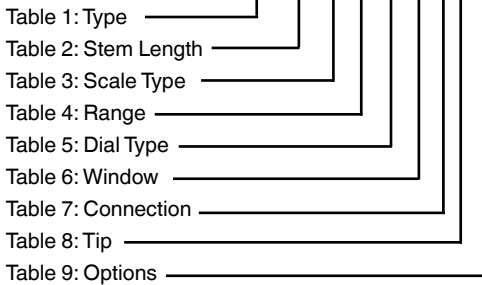 Table 1: Type
Table 2: Stem Length
Table 3: Scale Type
Table 4: Range
Table 5: Dial Type
Table 6: Window
Table 7: Connection
Table 8: Tip
Table 9: Options